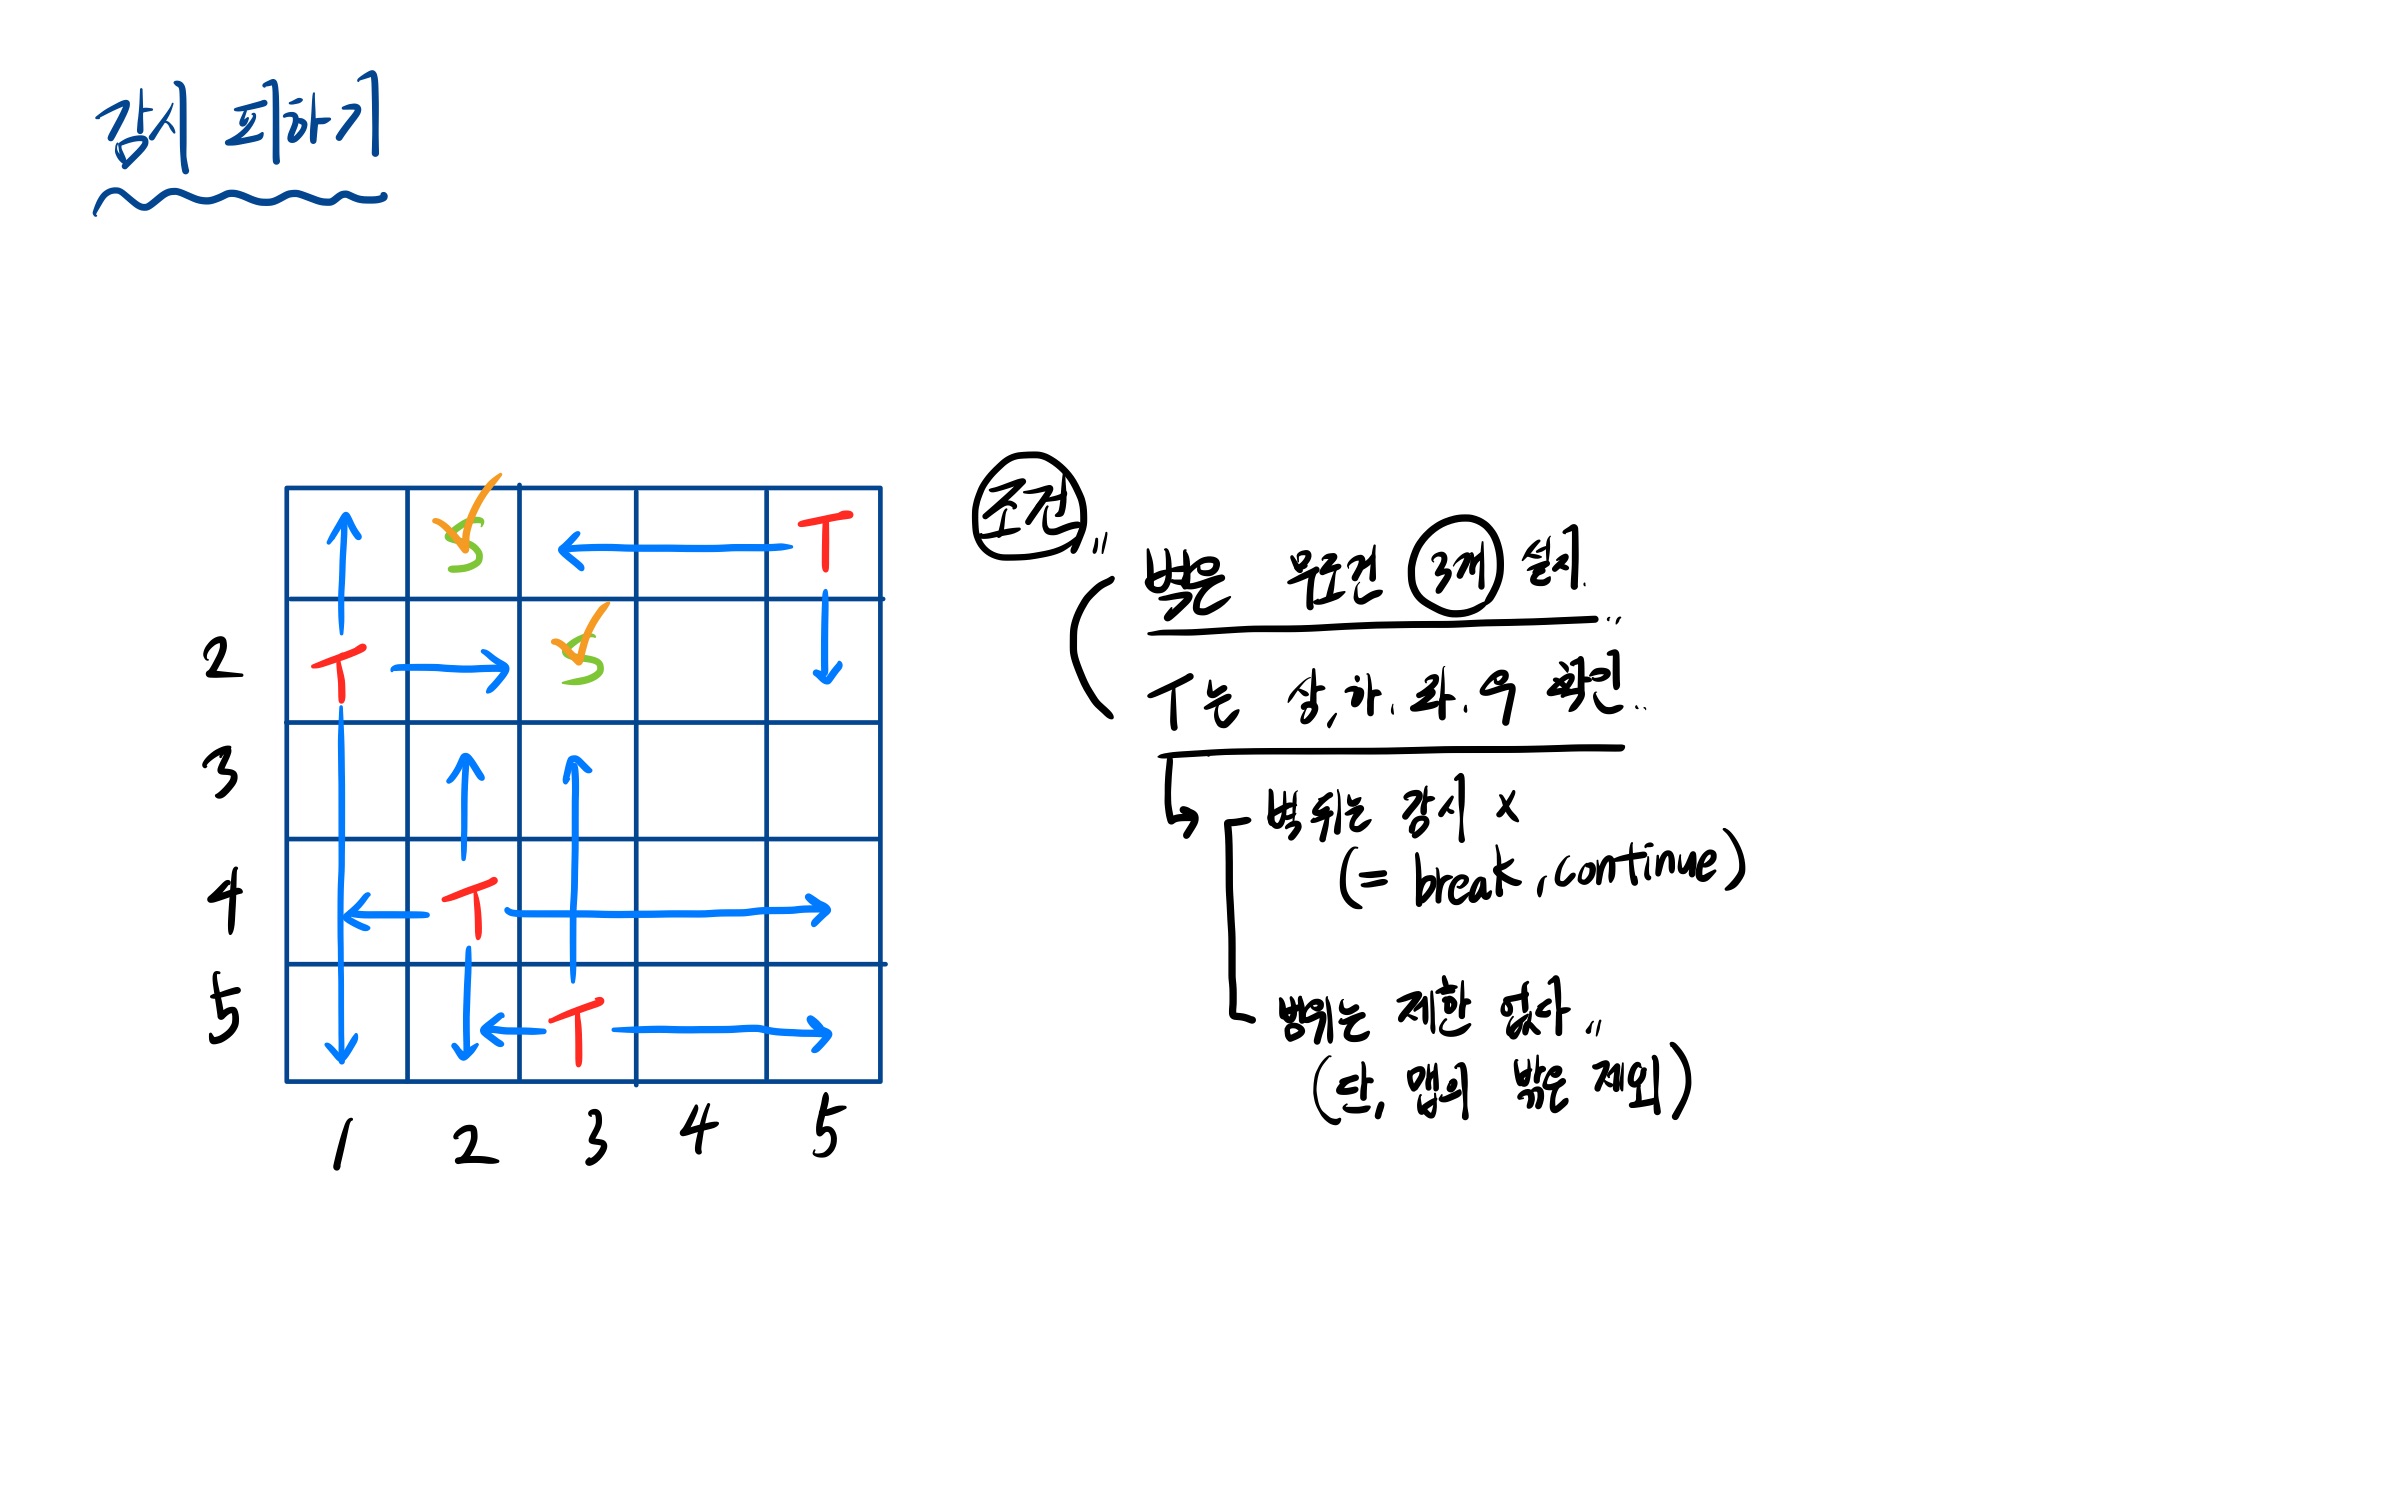 감시 피하기
S T
2 T S
3
4 T
5 T
1 2 3 4 5
조건
벽은 무조건 3개 설치.
T는 상, 하, 좌, 우 확인
벽뒤는 감시 x
(= break, continue)
범위는 제한 없다.
(단, 맵의 밖은 제외)